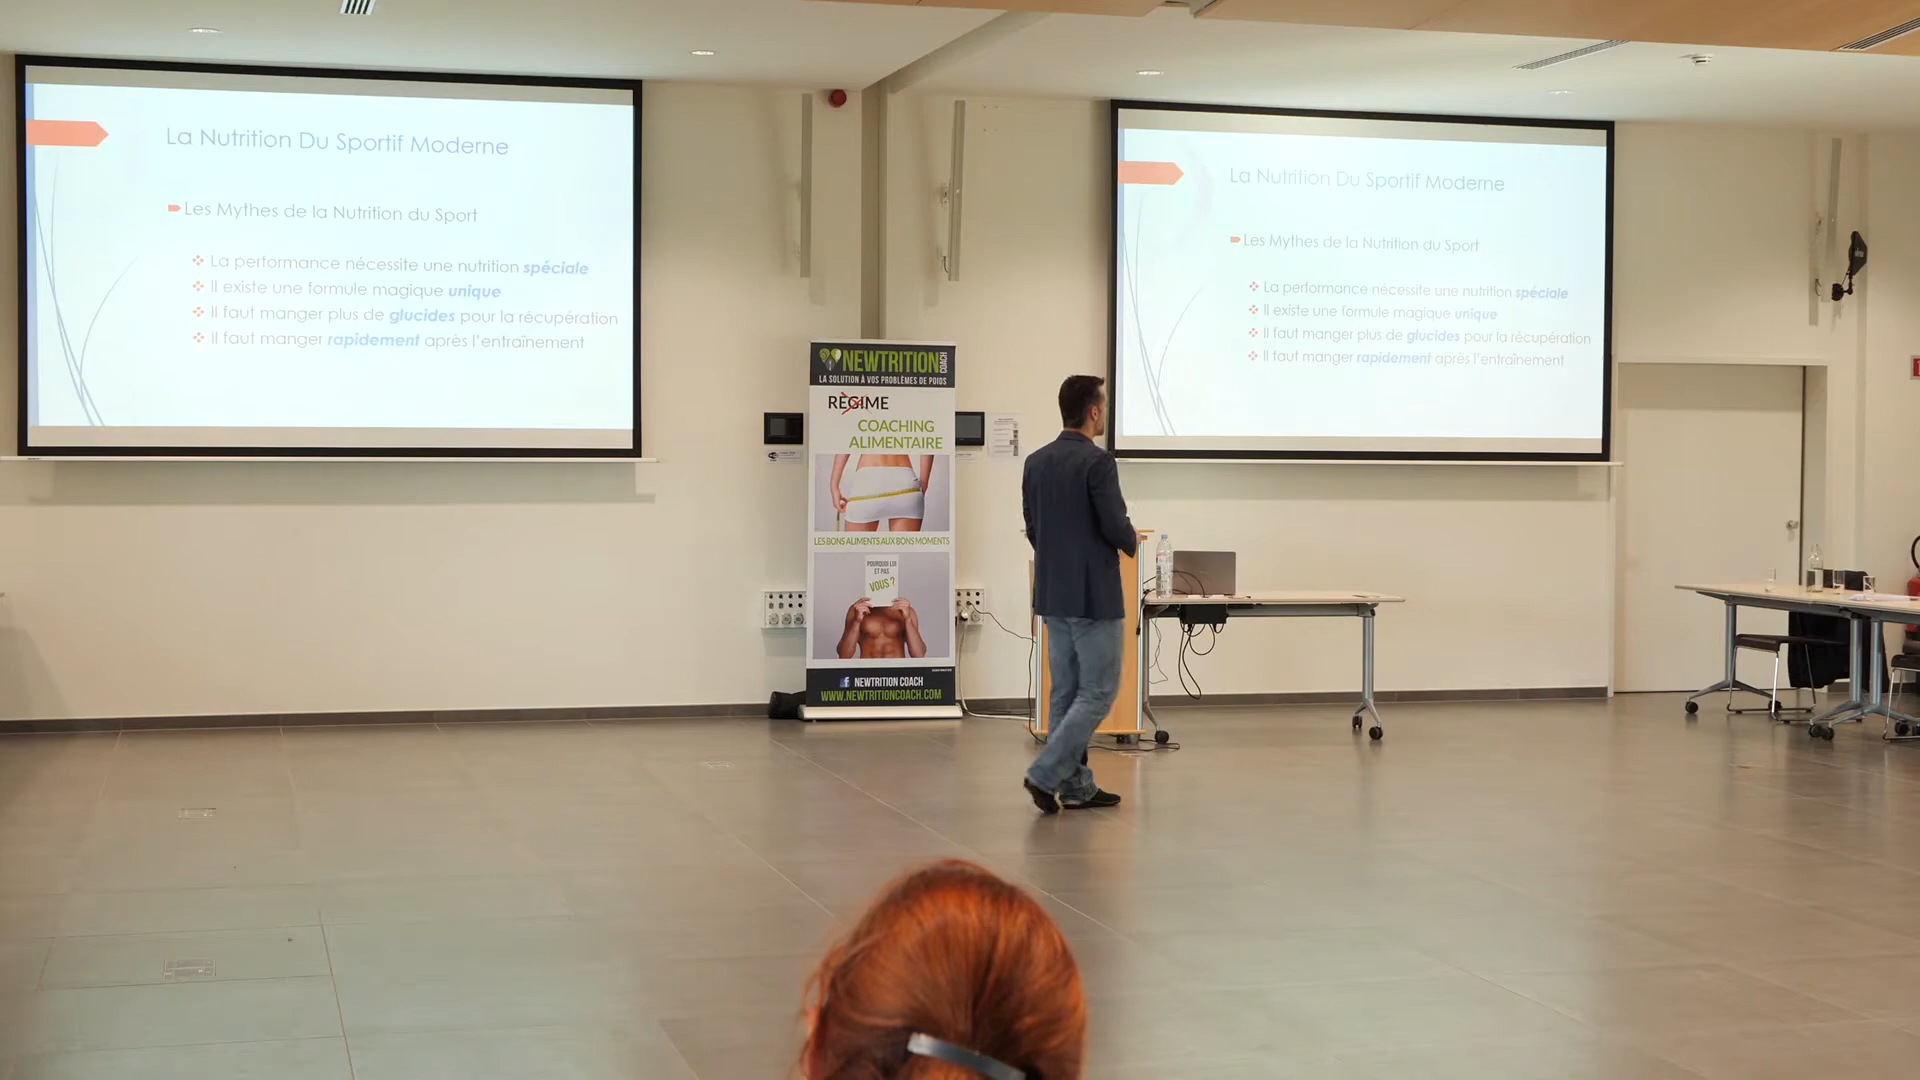 La Nutrition Du Sportif Moderne
Les Mythes de la Nutrition du Sport
La performance nécessite une nutrition spéciale
Il existe une formule magique unique
Il faut manger plus de glucides pour la récupération
Il faut manger rapidement après l'entraînement
NEWTRITION COACH
LA SOLUTION À VOS PROBLÈMES DE POIDS
RÉGIME
COACHING
ALIMENTAIRE
LES BONS ALIMENTS AUX BONS MOMENTS
POURQUOI LUI
ET PAS
VOUS ?
f NEWTRITION COACH
WWW.NEWTRITIONCOACH.COM
La Nutrition Du Sportif Moderne
Les Mythes de la Nutrition du Sport
La performance nécessite une nutrition spéciale
Il existe une formule magique unique
Il faut manger plus de glucides pour la récupération
Il faut manger rapidement après l'entraînement